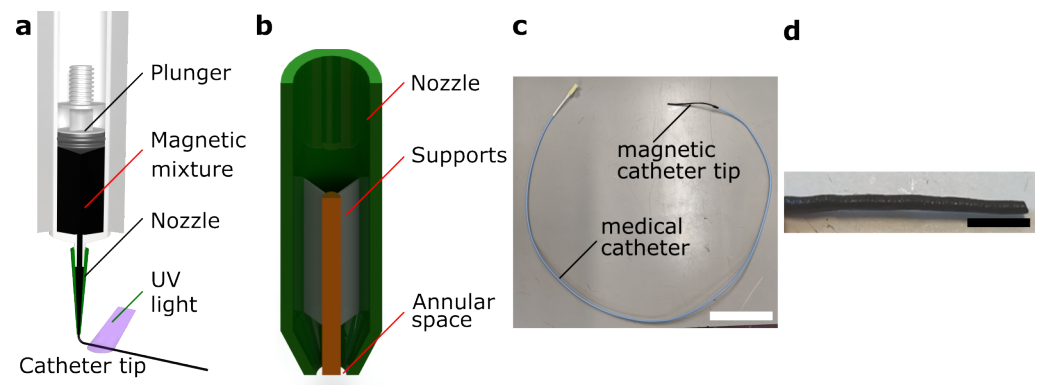 a
Plunger
Magnetic
mixture
Nozzle
UV
light
Catheter tip
b
Nozzle
Supports
Annular
space
c
magnetic
catheter tip
medical
catheter
d